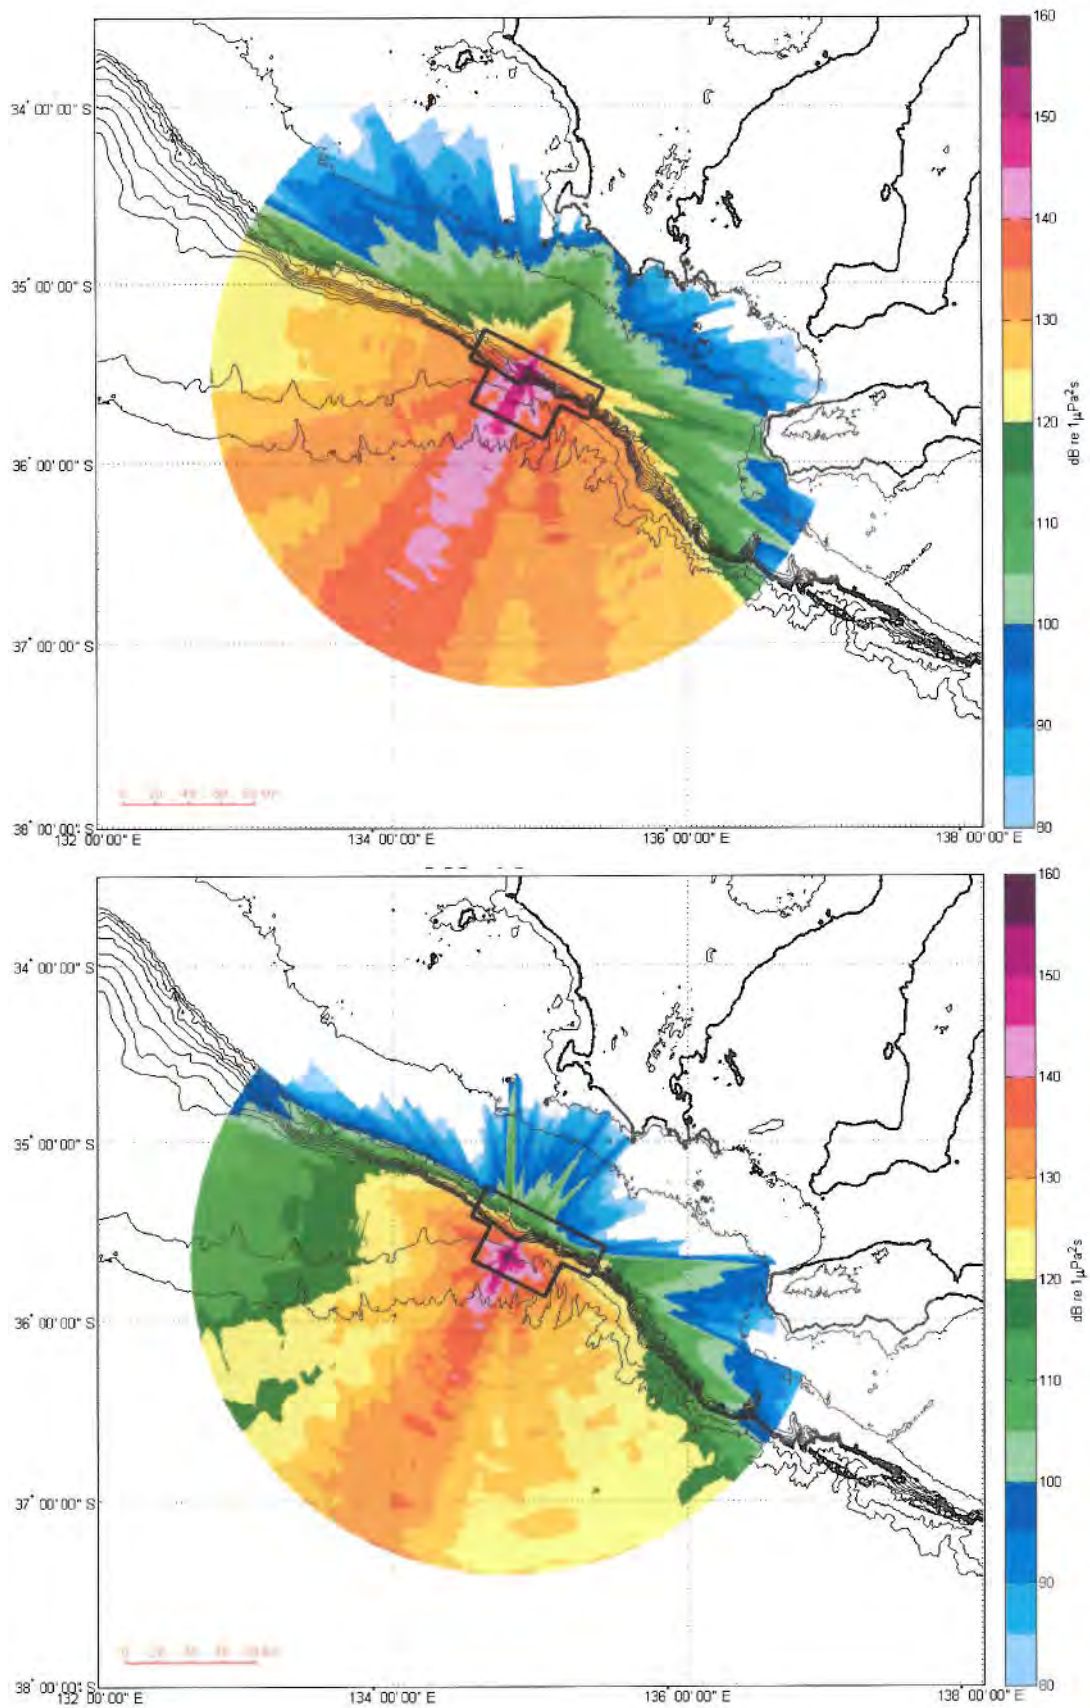 160
34° 00' 00" S
150
140
35° 00' 00" S
130
dB re 1µPa²s
120
36° 00' 00" S
110
100
37° 00' 00" S
90
38° 00' 00" S
80
132° 00' 00" E
134° 00' 00" E
136° 00' 00" E
138° 00' 00" E
160
34° 00' 00" S
150
140
35° 00' 00" S
130
dB re 1µPa²s
120
36° 00' 00" S
110
100
37° 00' 00" S
90
38° 00' 00" S
80
132° 00' 00" E
134° 00' 00" E
136° 00' 00" E
138° 00' 00" E